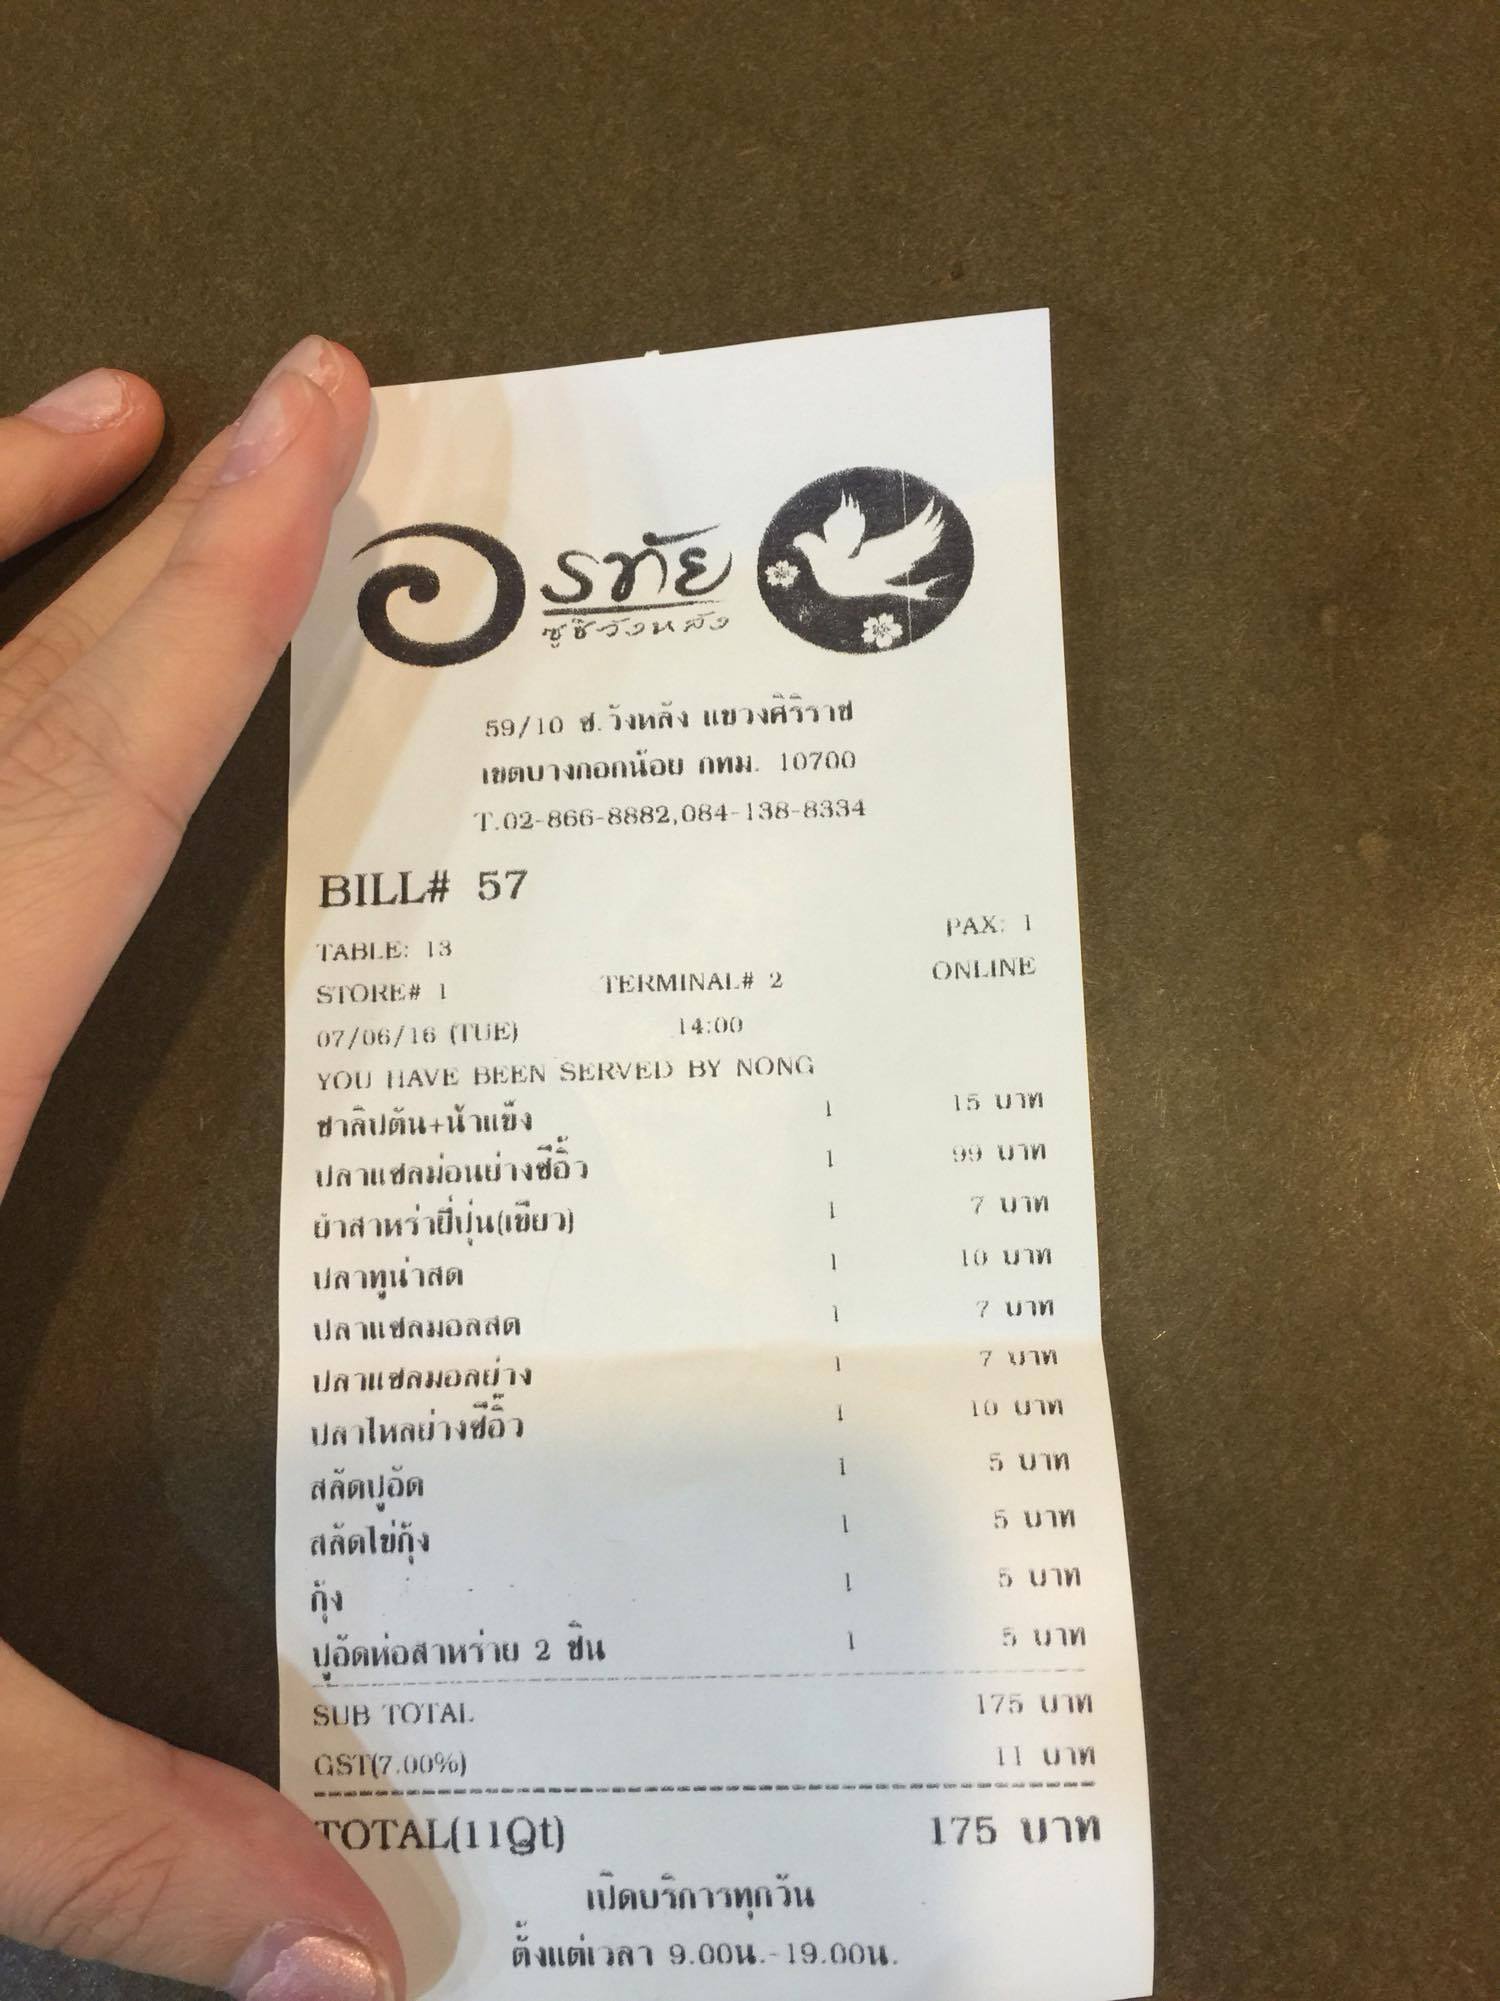 อรทัย
ซูชิวังหลัง
59/10 ซ.วังหลัง แขวงศิริราช
เขตบางกอกน้อย กทม. 10700
T.02-866-8882,084-138-8334
BILL# 57
TABLE: 13 PAX: 1
STORE# 1 TERMINAL# 2 ONLINE
07/06/16 (TUE) 14:00
YOU HAVE BEEN SERVED BY NONG
ชาลิปตัน+น้ำแข็ง 1 15 บาท
ปลาแซลม่อนย่างซีอิ้ว 1 99 บาท
ยำสาหร่ายี่ปุ่น(เขียว) 1 7 บาท
ปลาทูน่าสด 1 10 บาท
ปลาแซลมอลสด 1 7 บาท
ปลาแซลมอลย่าง 1 7 บาท
ปลาไหลย่างซีอิ๊ว 1 10 บาท
สลัดปูอัด 1 5 บาท
สลัดไข่กุ้ง 1 5 บาท
กุ้ง 1 5 บาท
ปูอัดห่อสาหร่าย 2 ชิ้น 1 5 บาท
SUB TOTAL 175 บาท
GST(7.00%) 11 บาท
TOTAL(11Qt) 175 บาท
เปิดบริการทุกวัน
ตั้งแต่เวลา 9.00น.-19.00น.